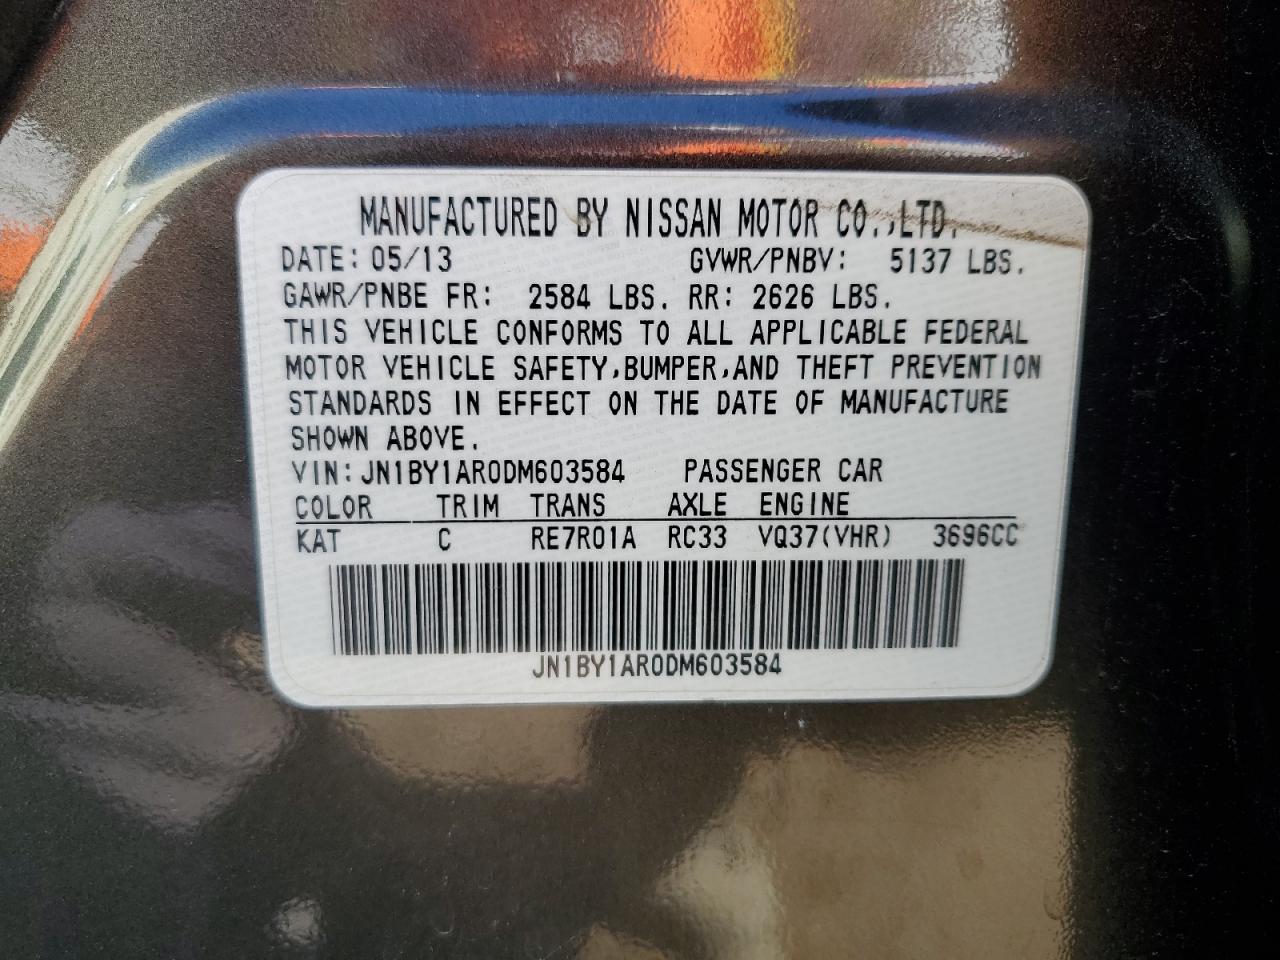 MANUFACTURED BY NISSAN MOTOR CO.,LTD.
DATE: 05/13 GVWR/PNBV: 5137 LBS.
GAWR/PNBE FR: 2584 LBS. RR: 2626 LBS.
THIS VEHICLE CONFORMS TO ALL APPLICABLE FEDERAL
MOTOR VEHICLE SAFETY,BUMPER,AND THEFT PREVENTION
STANDARDS IN EFFECT ON THE DATE OF MANUFACTURE
SHOWN ABOVE.
VIN:JN1BY1AR0DM603584 PASSENGER CAR
COLOR TRIM TRANS AXLE ENGINE
KAT C RE7R01A RC33 VQ37(VHR) 3696CC
JN1BY1AR0DM603584